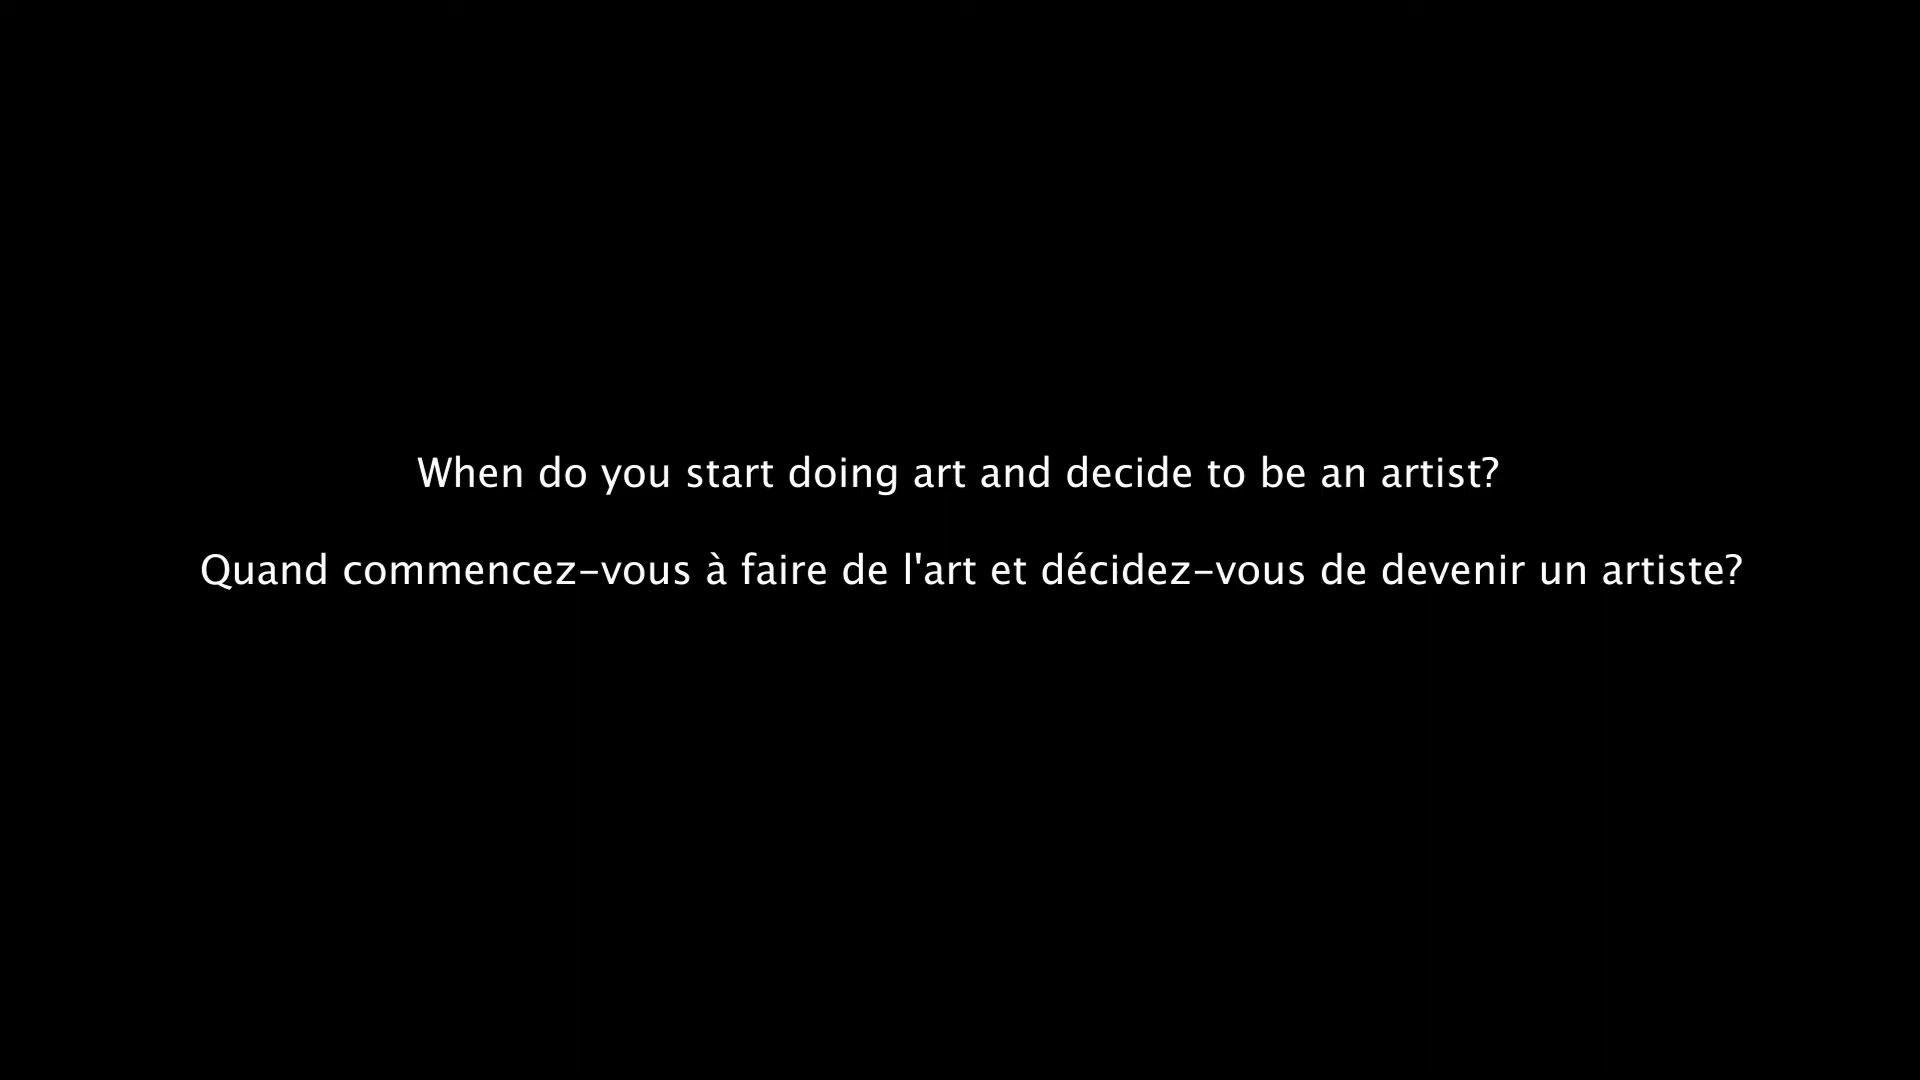 When do you start doing art and decide to be an artist?
Quand commencez-vous à faire de l'art et décidez-vous de devenir un artiste?